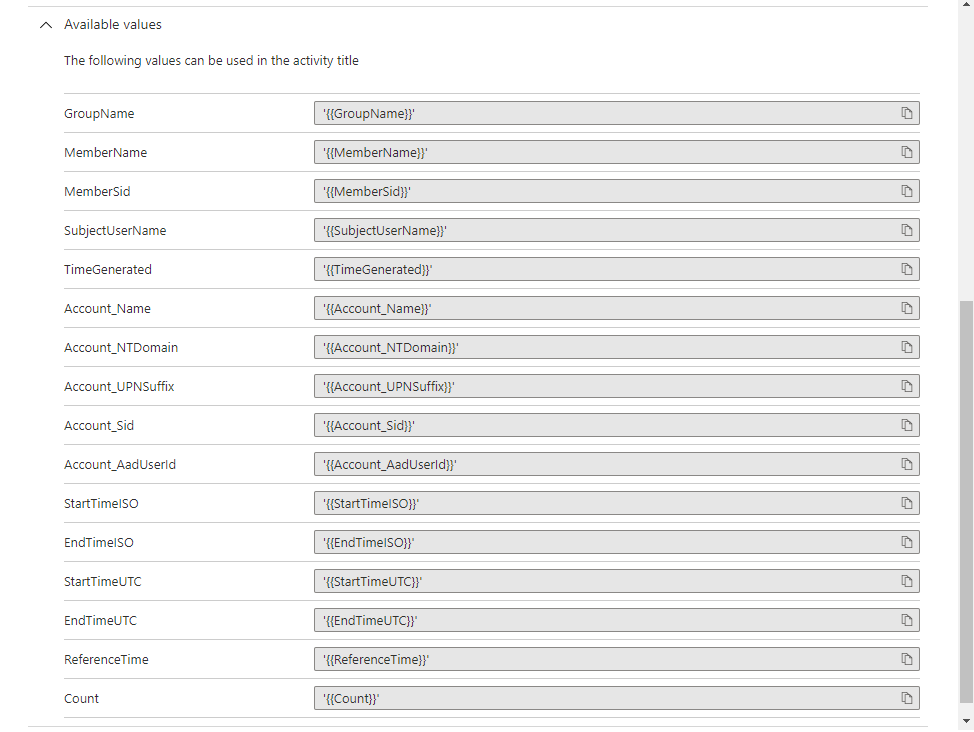 Available values
The following values can be used in the activity title
GroupName '{{GroupName}}'
MemberName '{{MemberName}}'
MemberSid '{{MemberSid}}'
SubjectUserName '{{SubjectUserName}}'
TimeGenerated '{{TimeGenerated}}'
Account_Name '{{Account_Name}}'
Account_NTDomain '{{Account_NTDomain}}'
Account_UPNSuffix '{{Account_UPNSuffix}}'
Account_Sid '{{Account_Sid}}'
Account_AadUserId '{{Account_AadUserId}}'
StartTimeISO '{{StartTimeISO}}'
EndTimeISO '{{EndTimeISO}}'
StartTimeUTC '{{StartTimeUTC}}'
EndTimeUTC '{{EndTimeUTC}}'
ReferenceTime '{{ReferenceTime}}'
Count '{{Count}}'